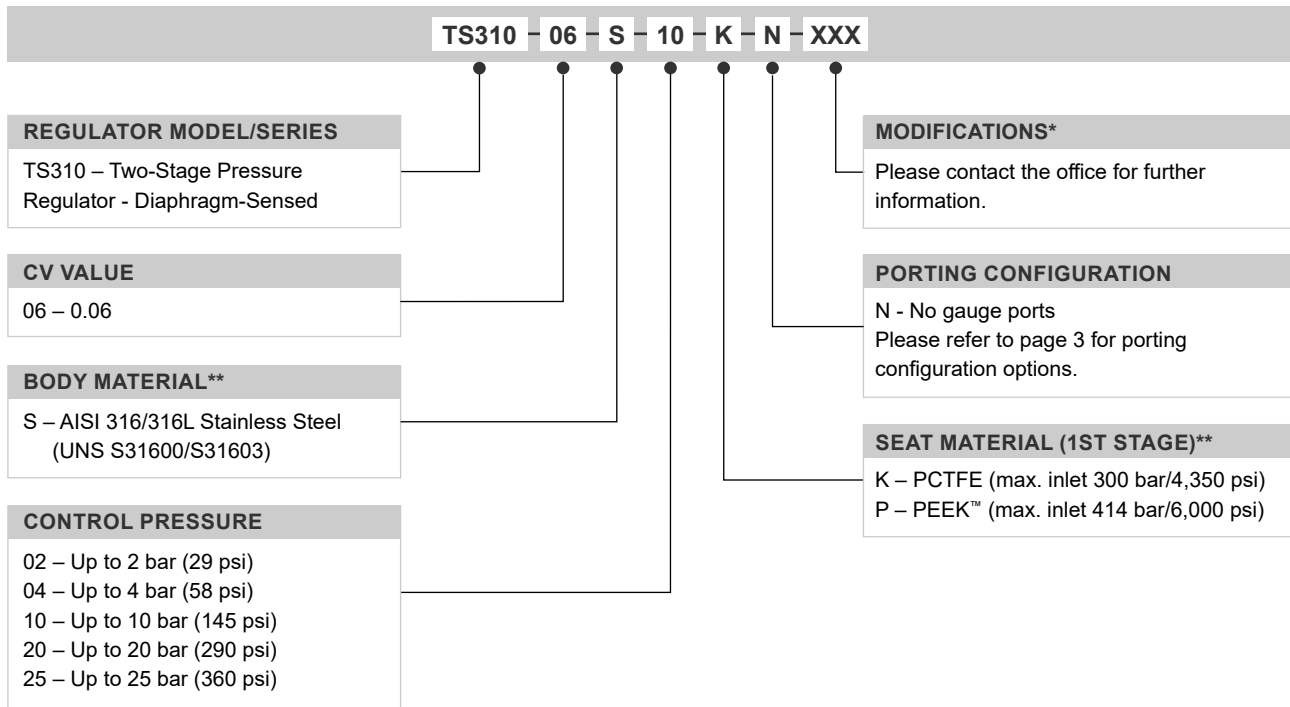 TS310 - 06 - S - 10 - K - N - XXX
REGULATOR MODEL/SERIES
TS310 – Two-Stage Pressure
Regulator - Diaphragm-Sensed
CV VALUE
06 – 0.06
BODY MATERIAL**
S – AISI 316/316L Stainless Steel
(UNS S31600/S31603)
CONTROL PRESSURE
02 – Up to 2 bar (29 psi)
04 – Up to 4 bar (58 psi)
10 – Up to 10 bar (145 psi)
20 – Up to 20 bar (290 psi)
25 – Up to 25 bar (360 psi)
MODIFICATIONS*
Please contact the office for further
information.
PORTING CONFIGURATION
N - No gauge ports
Please refer to page 3 for porting
configuration options.
SEAT MATERIAL (1ST STAGE)**
K – PCTFE (max. inlet 300 bar/4,350 psi)
P – PEEK™ (max. inlet 414 bar/6,000 psi)